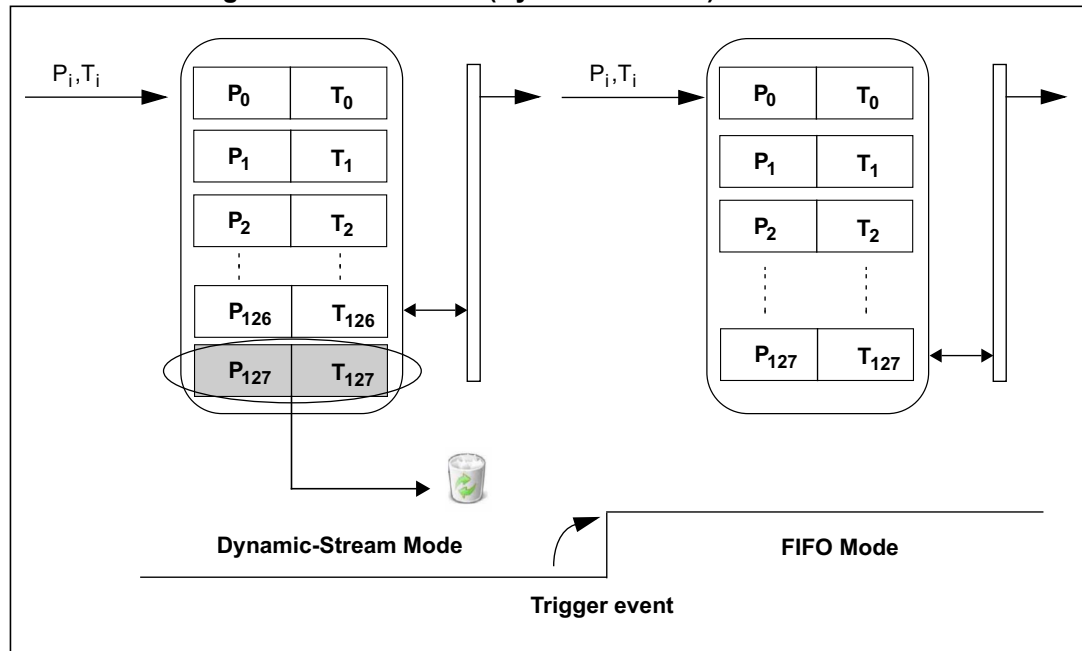 P_i,T_i
P_0 T_0
P_1 T_1
P_2 T_2
P_126 T_126
P_127 T_127
Dynamic-Stream Mode
P_i,T_i
P_0 T_0
P_1 T_1
P_2 T_2
P_127 T_127
FIFO Mode
Trigger event